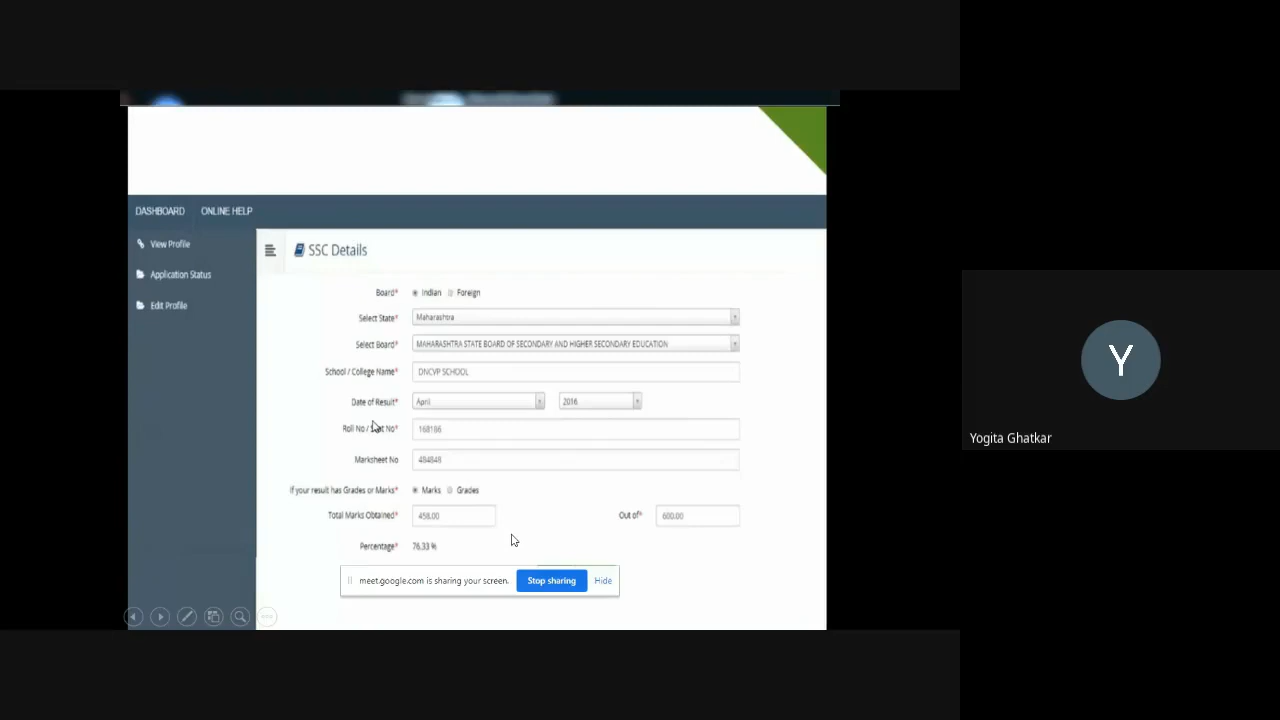 DASHBOARD ONLINE HELP
View Profile
Application Status
Edit Profile
SSC Details
Board* Indian Foreign
Select State* Maharashtra
Select Board* MAHARASHTRA STATE BOARD OF SECONDARY AND HIGHER SECONDARY EDUCATION
School / College Name* DNCVP SCHOOL
Date of Result* April 2016
Roll No / No* 168186
Marksheet No 484848
If your result has Grades or Marks* Marks Grades
Total Marks Obtained* 458.00 Out of* 600.00
Percentage* 76.33 %
meet.google.com is sharing your screen. Stop sharing Hide
Y
Yogita Ghatkar